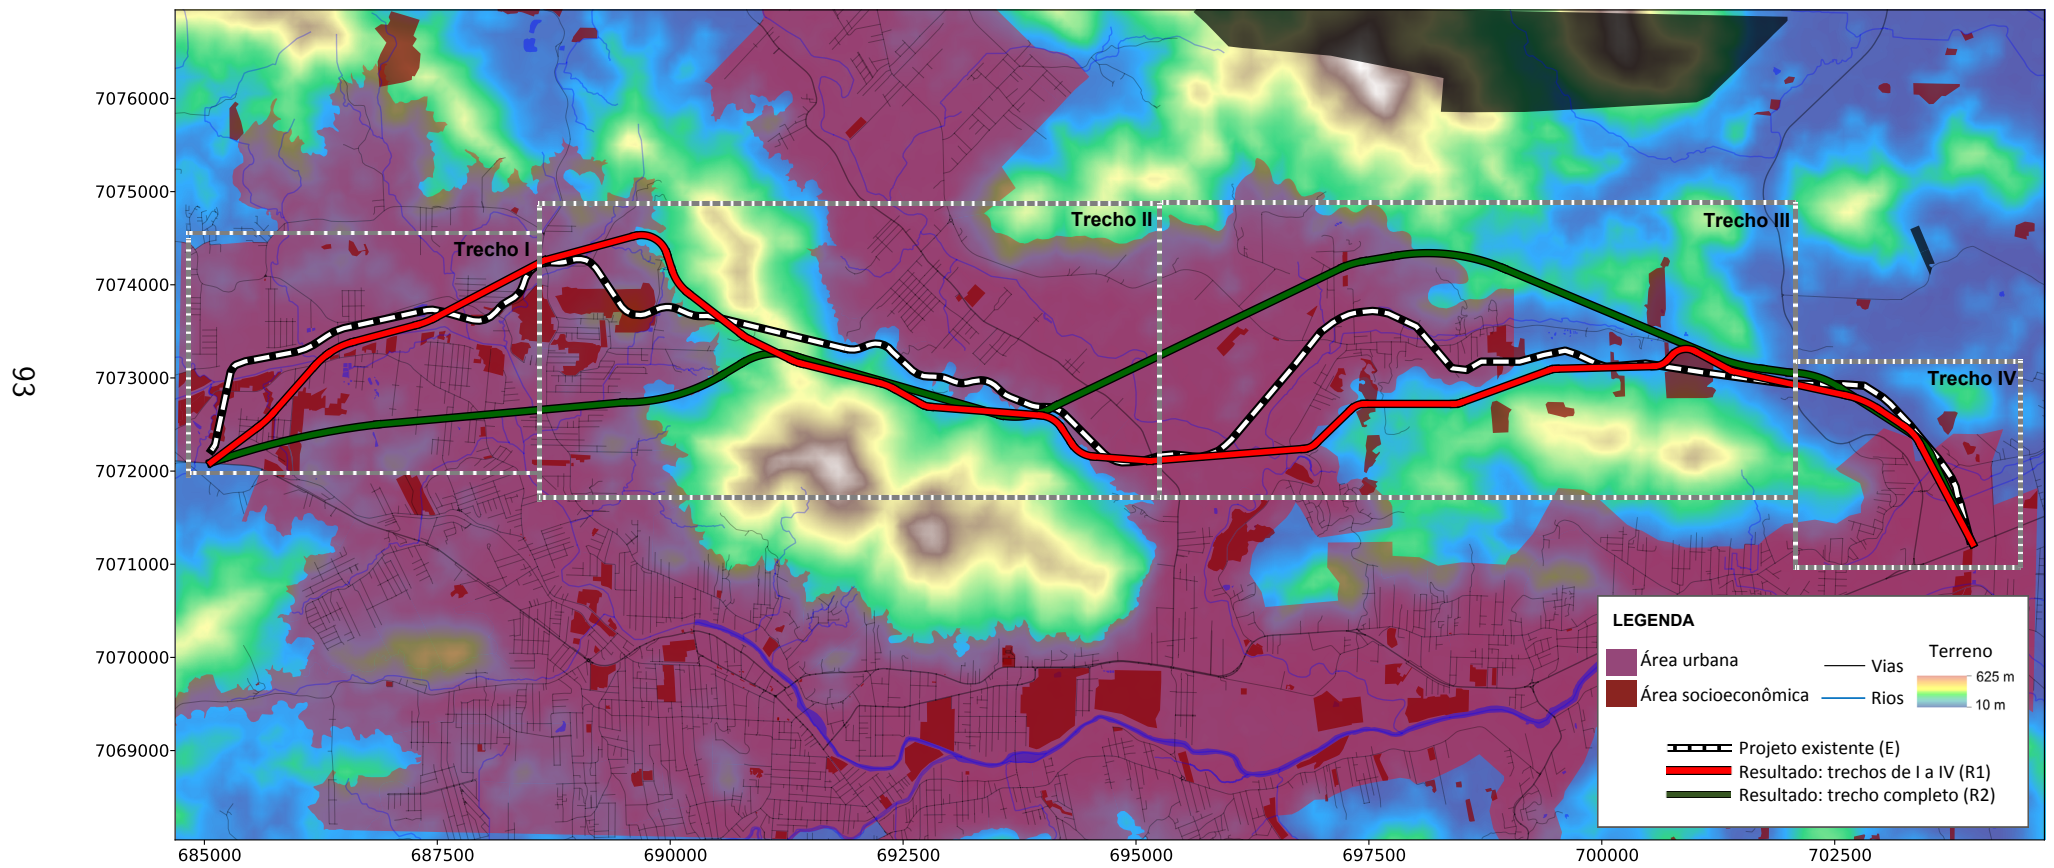 7076000
7075000
7074000
7073000
7072000
7071000
7070000
7069000
93
Trecho I
Trecho II
Trecho III
Trecho IV
LEGENDA
Área urbana
Área socioeconômica
Vias
Rios
Terreno
625 m
10 m
Projeto existente (E)
Resultado: trechos de I a IV (R1)
Resultado: trecho completo (R2)
685000 687500 690000 692500 695000 697500 700000 702500